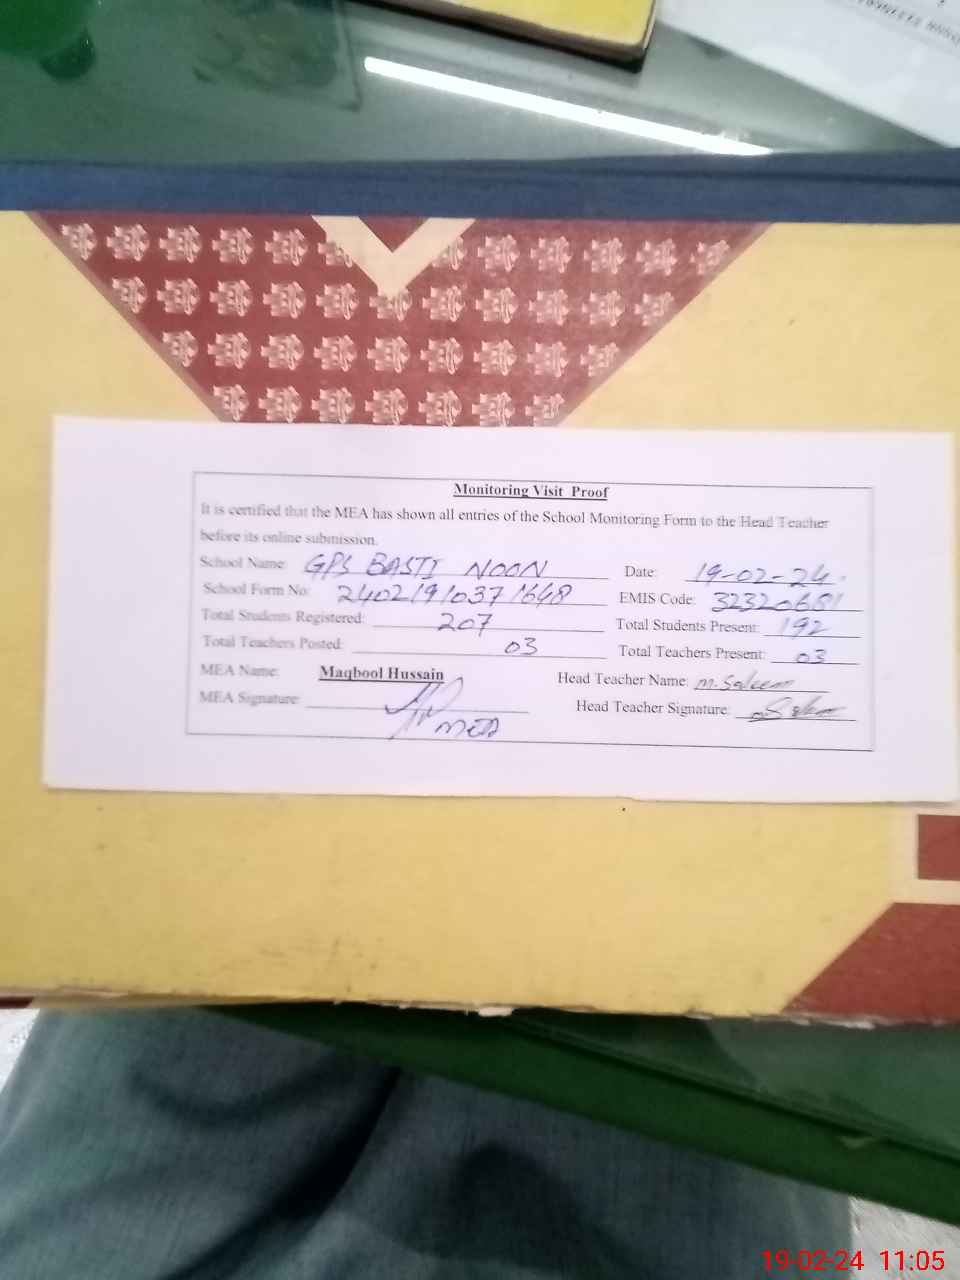 Monitoring Visit Proof
It is certified that the MEA has shown all entries of the School Monitoring Form to the Head Teacher
before its online submission.
School Name: GPS BASTI NOON Date: 19-02-24.
School Form No: 24021910371648 EMIS Code: 32320681
Total Students Registered: 207 Total Students Present: 192
Total Teachers Posted: 03 Total Teachers Present: 03
MEA Name: Maqbool Hussain Head Teacher Name: M. Saleem
MEA Signature: MEA Head Teacher Signature:
19-02-24 11:05